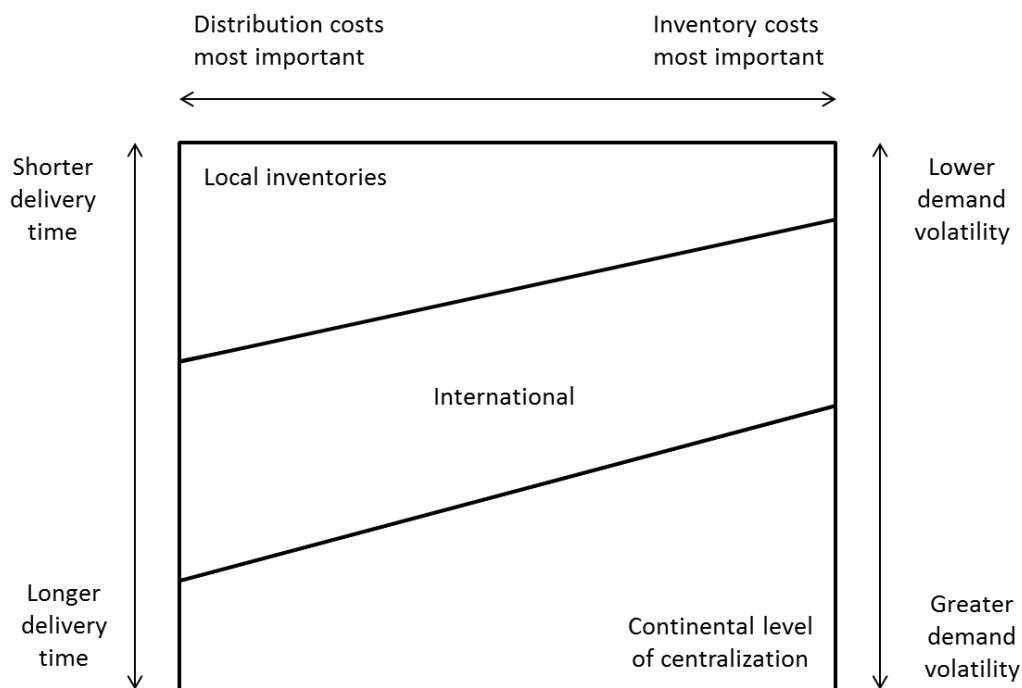 Distribution costs
most important
Inventory costs
most important
Shorter
delivery
time
Local inventories
Lower
demand
volatility
International
Longer
delivery
time
Continental level
of centralization
Greater
demand
volatility